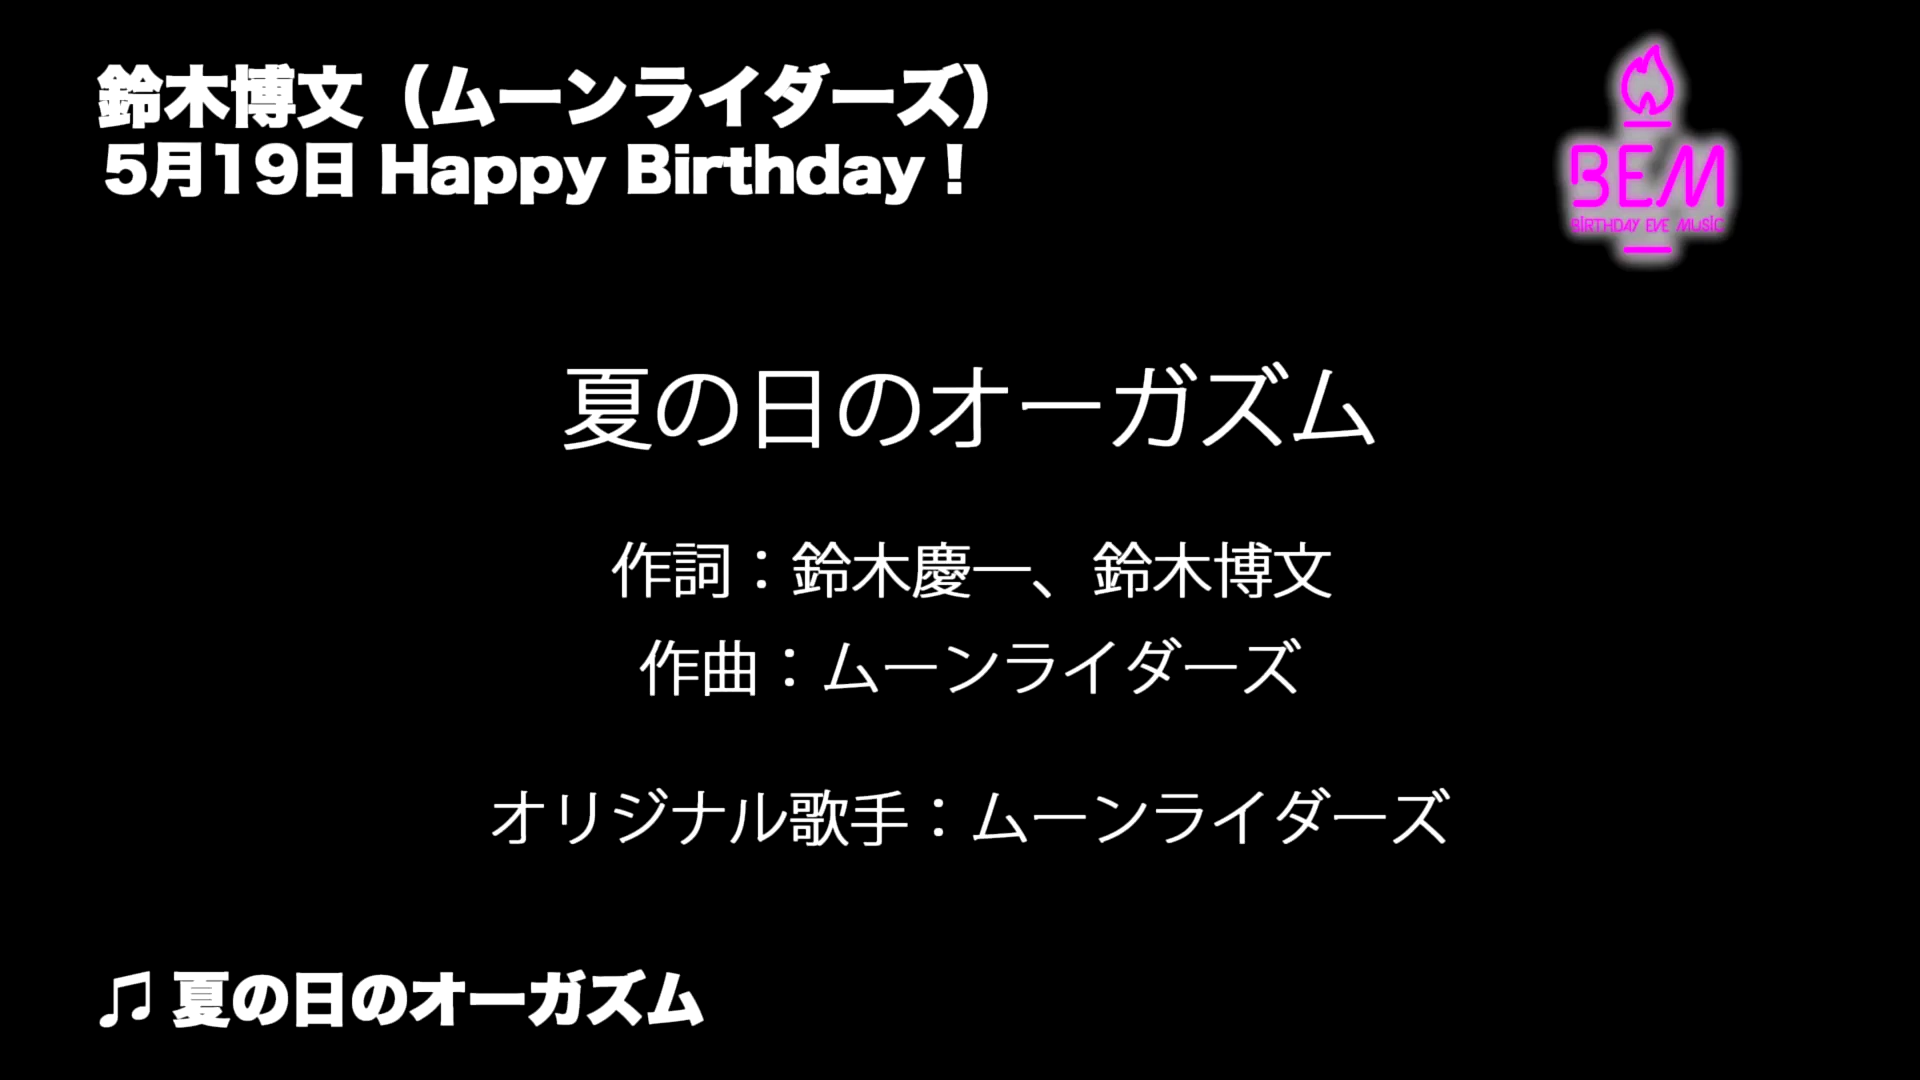 鈴木博文（ムーンライダーズ）
5月19日 Happy Birthday！
BEM
BIRTHDAY EVE MUSIC
夏の日のオーガズム
作詞：鈴木慶一、鈴木博文
作曲：ムーンライダーズ
オリジナル歌手：ムーンライダーズ
♫ 夏の日のオーガズム